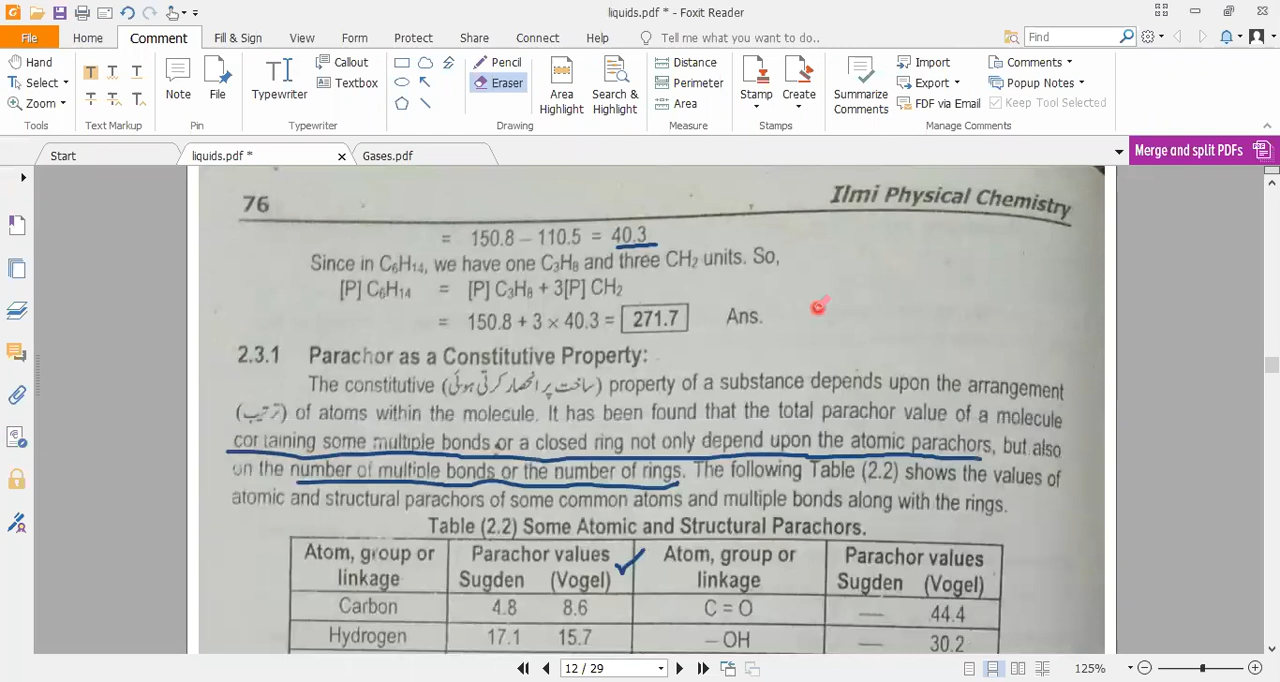 liquids.pdf * - Foxit Reader
File Home Comment Fill & Sign View Form Protect Share Connect Help Tell me what you want to do.. Find
Hand
Select
Zoom
Tools
Text Markup
Note
File
Pin
Typewriter
Callout
Textbox
Typewriter
Pencil
Eraser
Drawing
Area Highlight
Search & Highlight
Distance
Perimeter
Area
Measure
Stamp
Create
Stamps
Summarize Comments
Import
Export
FDF via Email
Comments
Popup Notes
Keep Tool Selected
Manage Comments
Start liquids.pdf * Gases.pdf Merge and split PDFs
76 Ilmi Physical Chemistry
= 150.8 – 110.5 = 40.3
Since in C₆H₁₄, we have one C₃H₈ and three CH₂ units. So,
[P] C₆H₁₄ = [P] C₃H₈ + 3[P] CH₂
= 150.8 + 3 × 40.3 = 271.7 Ans.
2.3.1 Parachor as a Constitutive Property:
The constitutive (ساخت پر انحصار کرتی ہوئی) property of a substance depends upon the arrangement
(ترتیب) of atoms within the molecule. It has been found that the total parachor value of a molecule
cor taining some multiple bonds or a closed ring not only depend upon the atomic parachors, but also
on the number of multiple bonds or the number of rings. The following Table (2.2) shows the values of
atomic and structural parachors of some common atoms and multiple bonds along with the rings.
Table (2.2) Some Atomic and Structural Parachors.
Atom, group or Parachor values Atom, group or Parachor values
linkage Sugden (Vogel) linkage Sugden (Vogel)
Carbon 4.8 8.6 C = O — 44.4
Hydrogen 17.1 15.7 – OH — 30.2
12 / 29 125%